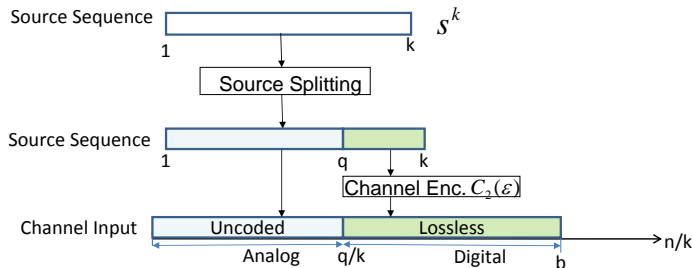 Source Sequence
s^k
1 k
Source Splitting
Source Sequence
1 q k
Channel Enc. C_2(ε)
Channel Input Uncoded Lossless
n/k
Analog q/k Digital b